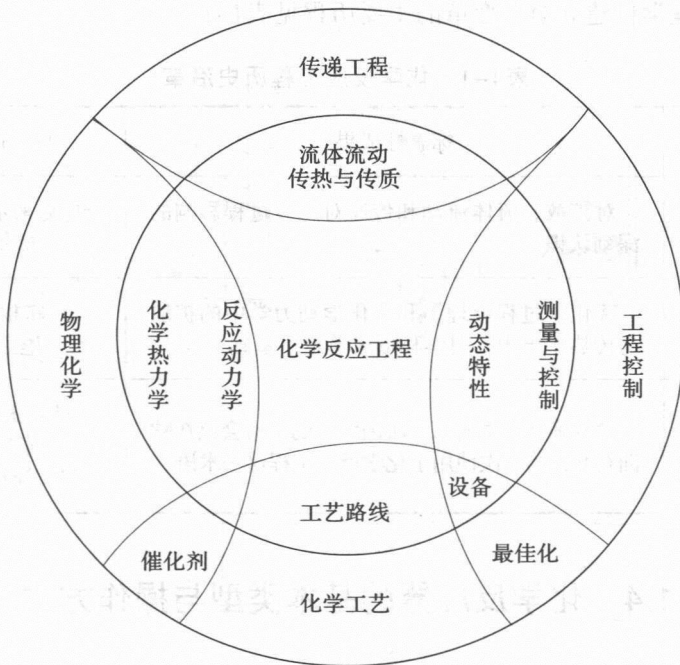 传递工程
流体流动
传热与传质
物理化学
化学热力学
反应动力学
化学反应工程
动态特性
测量与控制
工程控制
设备
工艺路线
催化剂
最佳化
化学工艺